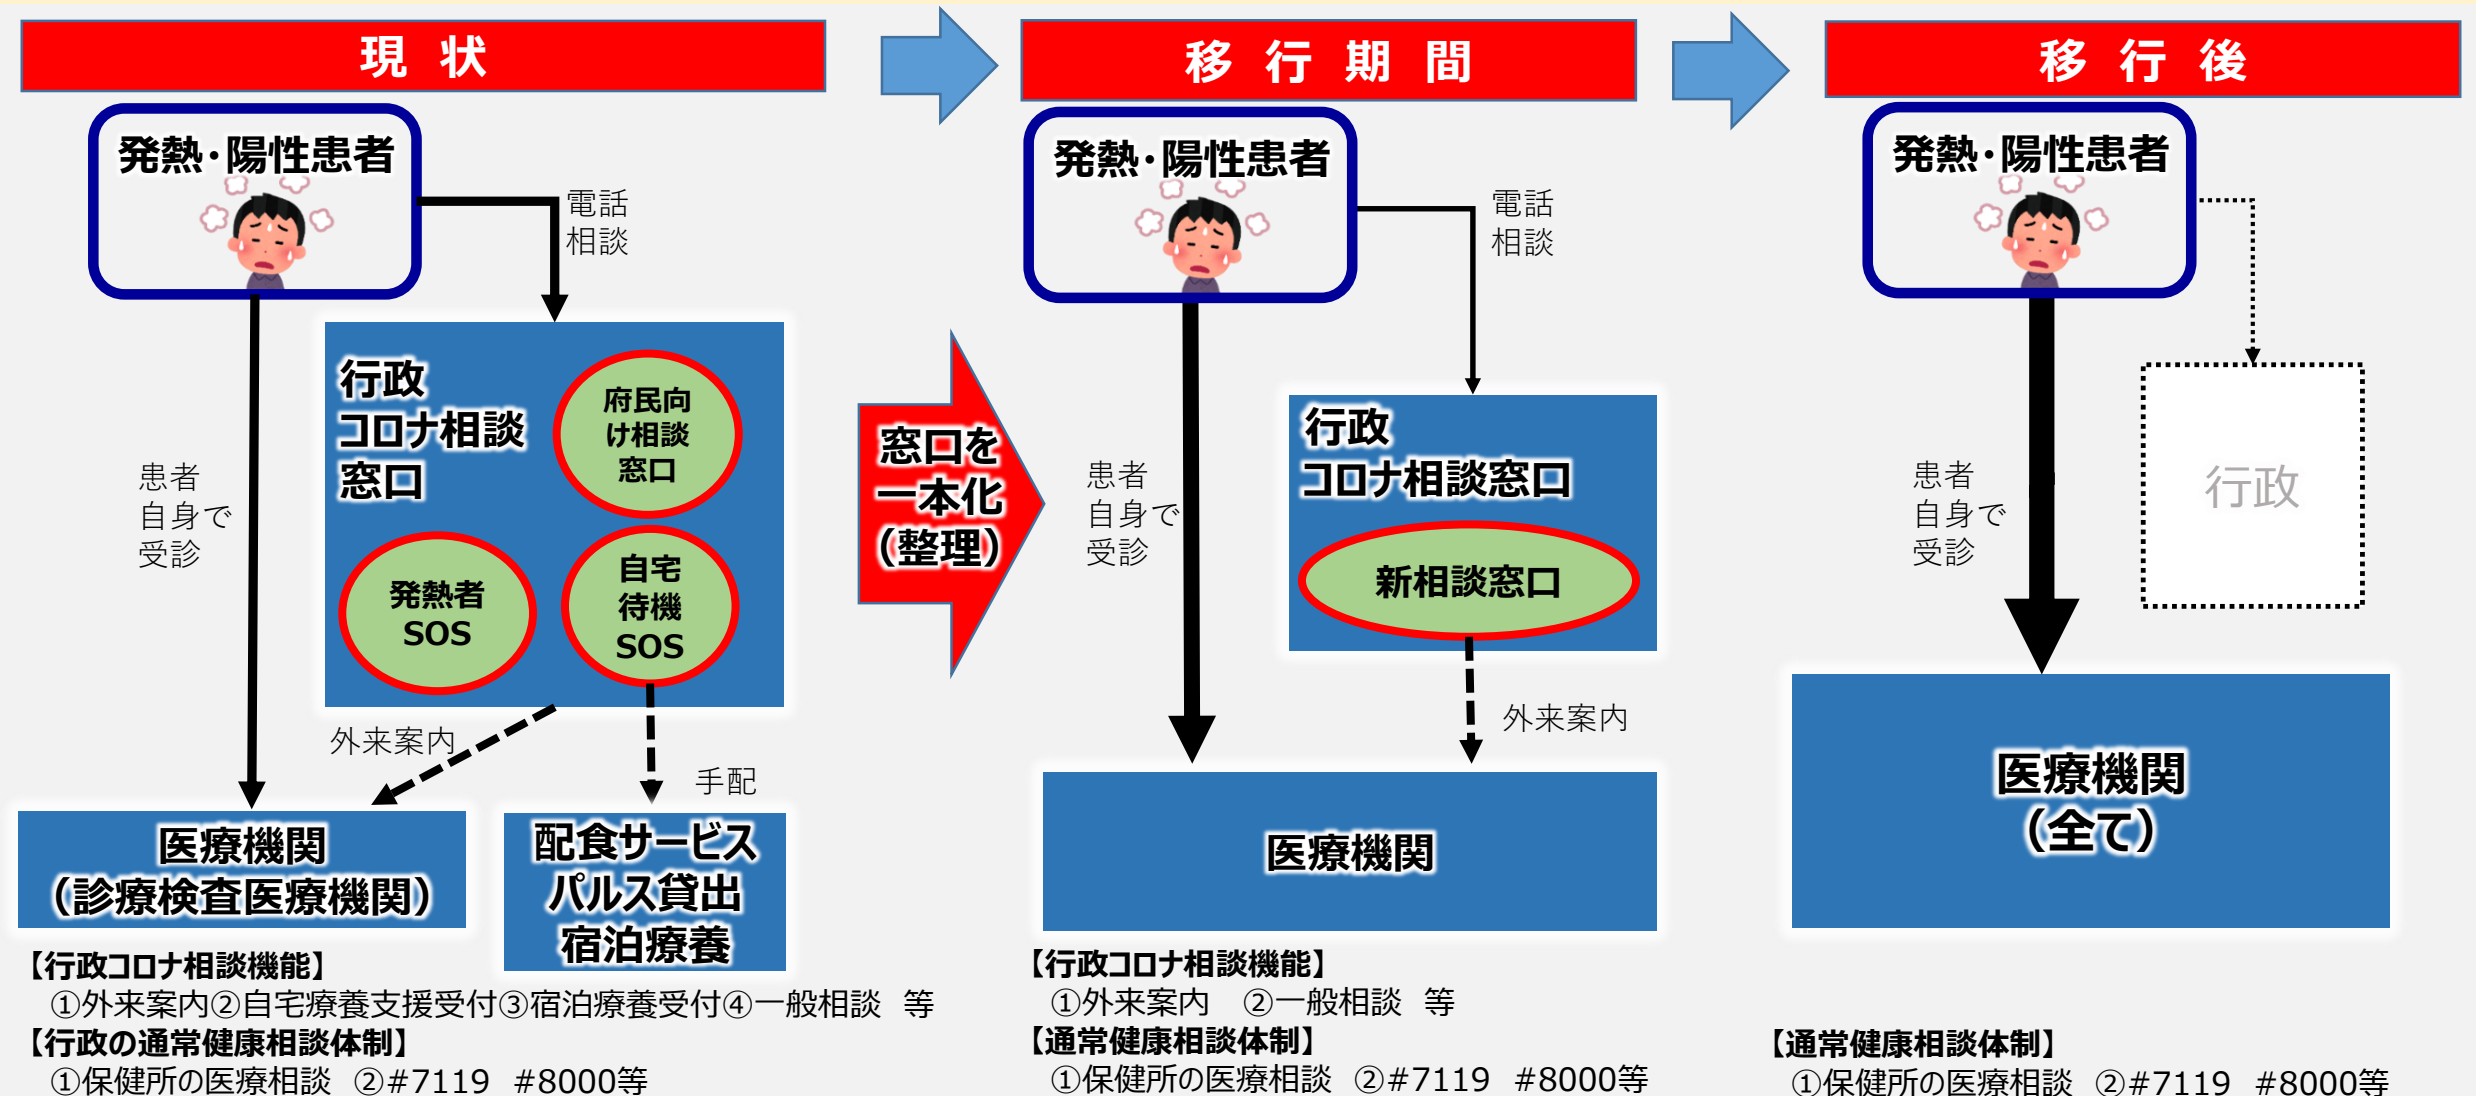 現 状
発熱・陽性患者
電話
相談
行政
コロナ相談
窓口
府民向
け相談
窓口
発熱者
SOS
自宅
待機
SOS
患者
自身で
受診
外来案内
手配
医療機関
（診療検査医療機関）
配食サービス
パルス貸出
宿泊療養
【行政コロナ相談機能】
①外来案内②自宅療養支援受付③宿泊療養受付④一般相談 等
【行政の通常健康相談体制】
①保健所の医療相談 ②#7119 #8000等
窓口を
一本化
（整理）
移 行 期 間
発熱・陽性患者
電話
相談
行政
コロナ相談窓口
新相談窓口
患者
自身で
受診
外来案内
医療機関
【行政コロナ相談機能】
①外来案内 ②一般相談 等
【通常健康相談体制】
①保健所の医療相談 ②#7119 #8000等
移 行 後
発熱・陽性患者
行政
患者
自身で
受診
医療機関
（全て）
【通常健康相談体制】
①保健所の医療相談 ②#7119 #8000等